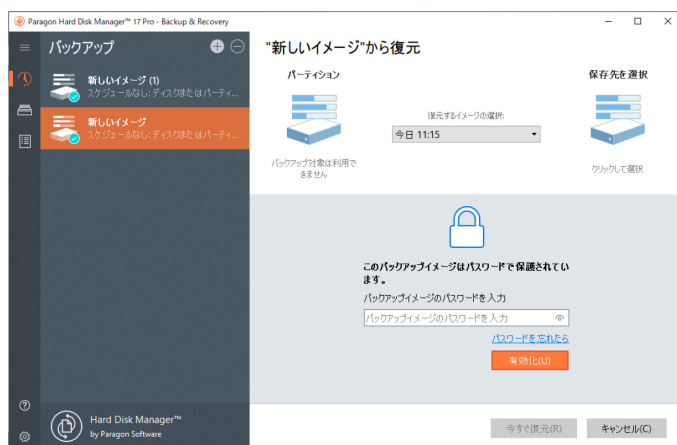 Paragon Hard Disk Manager™ 17 Pro - Backup & Recovery
バックアップ
新しいイメージ (1)
スケジュールなし: ディスクまたはパーティ...
新しいイメージ
スケジュールなし: ディスクまたはパーティ...
Hard Disk Manager™
by Paragon Software
"新しいイメージ"から復元
パーティション
バックアップ対象は利用で
きません
復元するイメージの選択:
今日 11:15
保存先を選択
クリックして選択
このバックアップイメージはパスワードで保護されてい
ます。
バックアップイメージのパスワードを入力
バックアップイメージのパスワードを入力
パスワードを忘れたら
有効化(U)
今すぐ復元(R)
キャンセル(C)